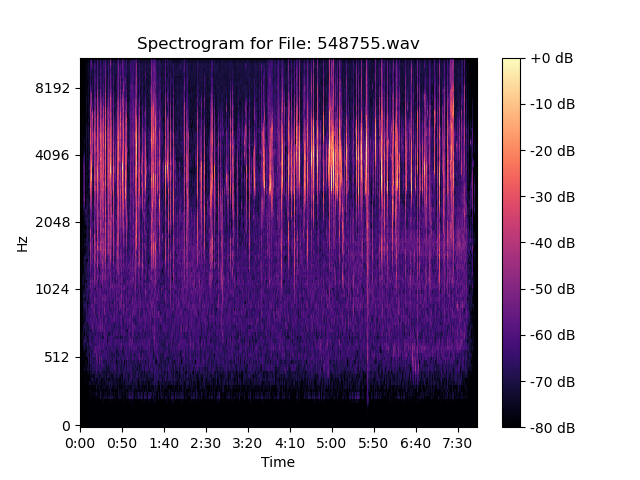 Spectrogram for File: 548755.wav
8192
4096
2048
1024
512
0
Hz
0:00 0:50 1:40 2:30 3:20 4:10 5:00 5:50 6:40 7:30
Time
+0 dB
-10 dB
-20 dB
-30 dB
-40 dB
-50 dB
-60 dB
-70 dB
-80 dB